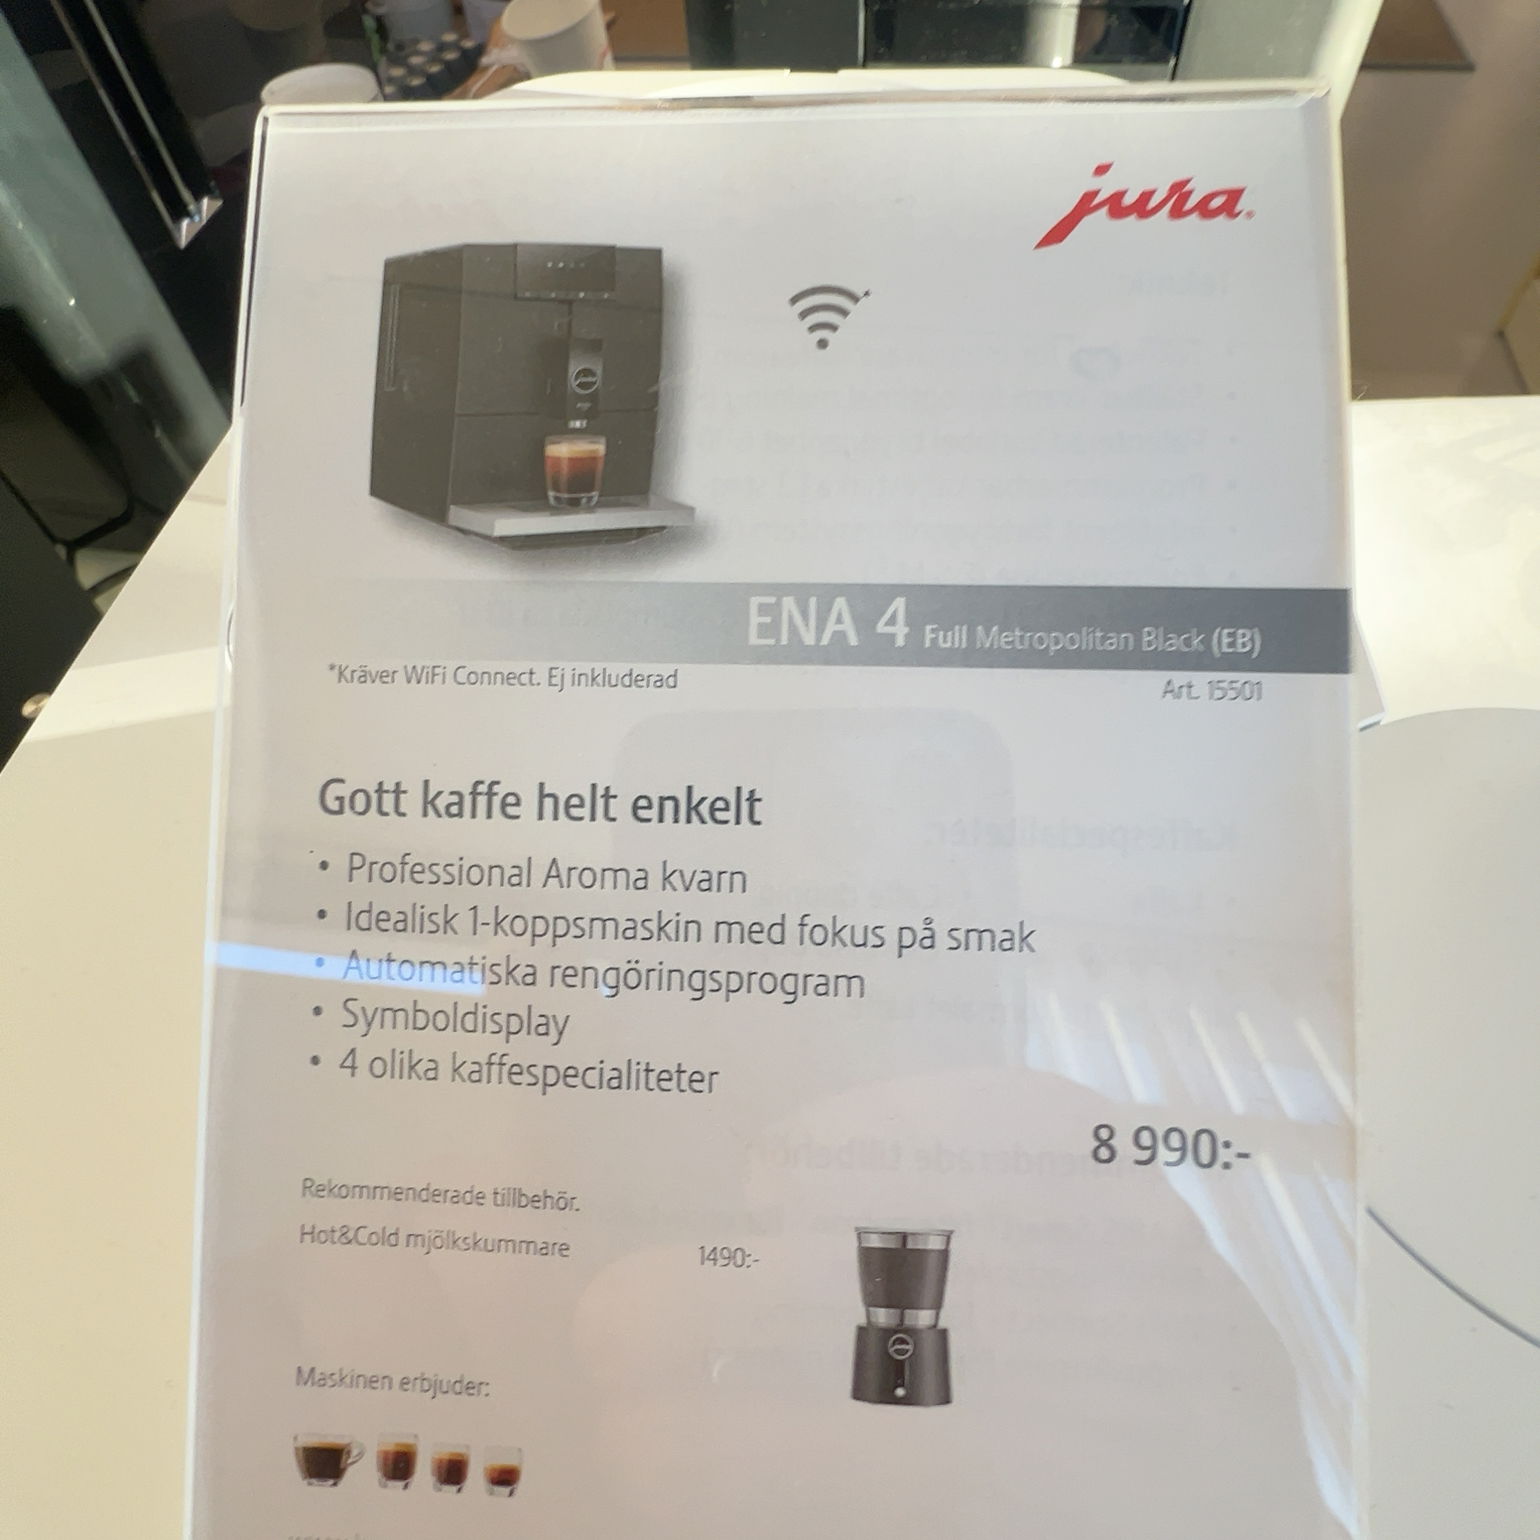 jura
ENA 4 Full Metropolitan Black (EB)
*Kräver WiFi Connect. Ej inkluderad
Art. 15501
Gott kaffe helt enkelt
• Professional Aroma kvarn
• Idealisk 1-koppsmaskin med fokus på smak
• Automatiska rengöringsprogram
• Symboldisplay
• 4 olika kaffespecialiteter
8 990:-
Rekommenderade tillbehör.
Hot&Cold mjölkskummare 1490:-
Maskinen erbjuder: